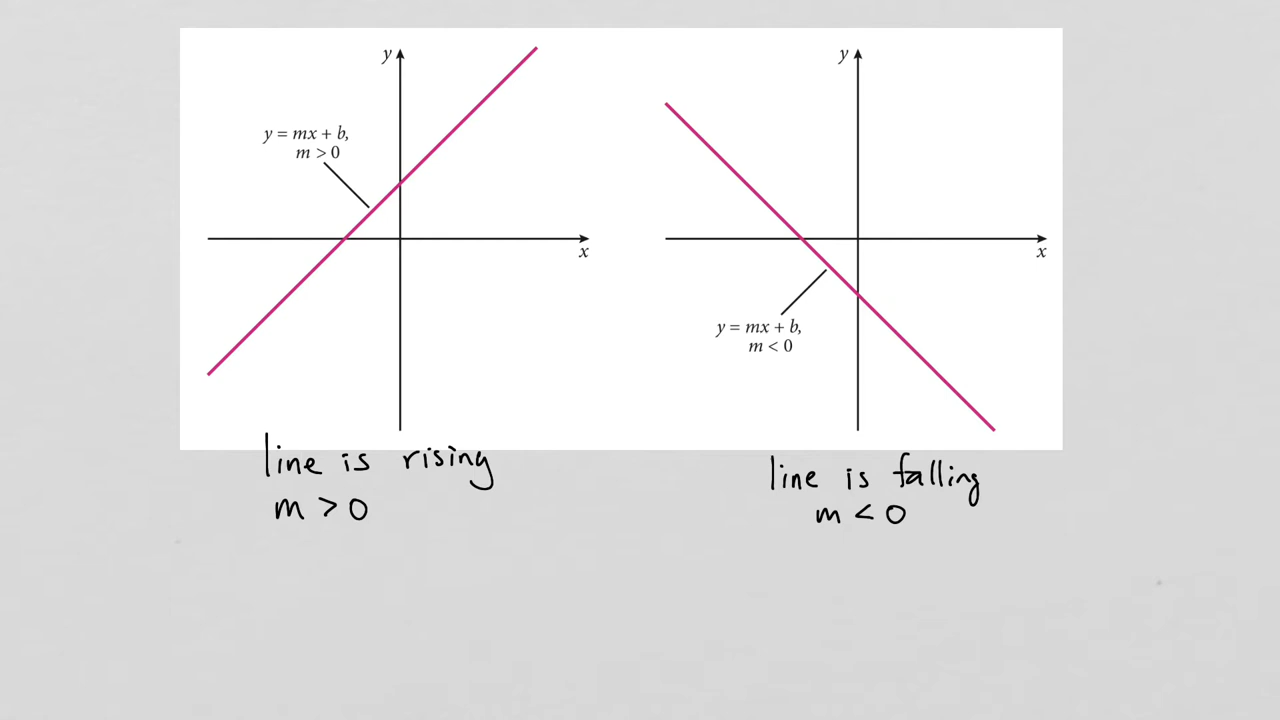 y
y = mx + b,
m > 0
x
line is rising
m > 0
y
x
y = mx + b,
m < 0
line is falling
m < 0